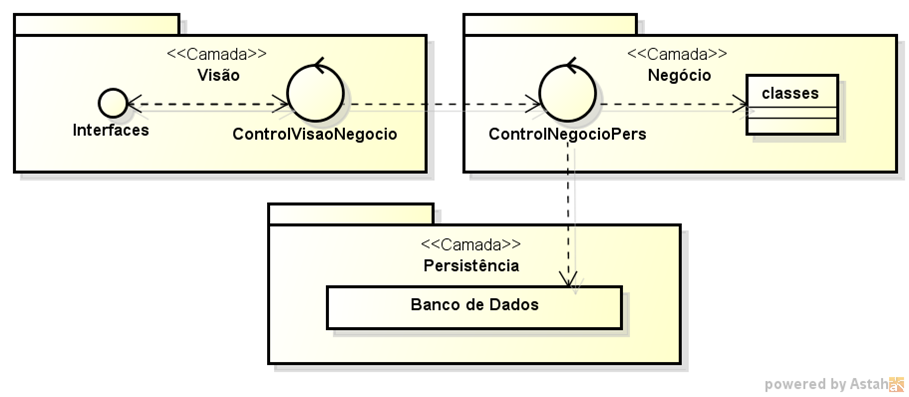 <<Camada>>
Visão
Interfaces
ControlVisaoNegocio
<<Camada>>
Negócio
ControlNegocioPers
classes
<<Camada>>
Persistência
Banco de Dados
powered by Astah